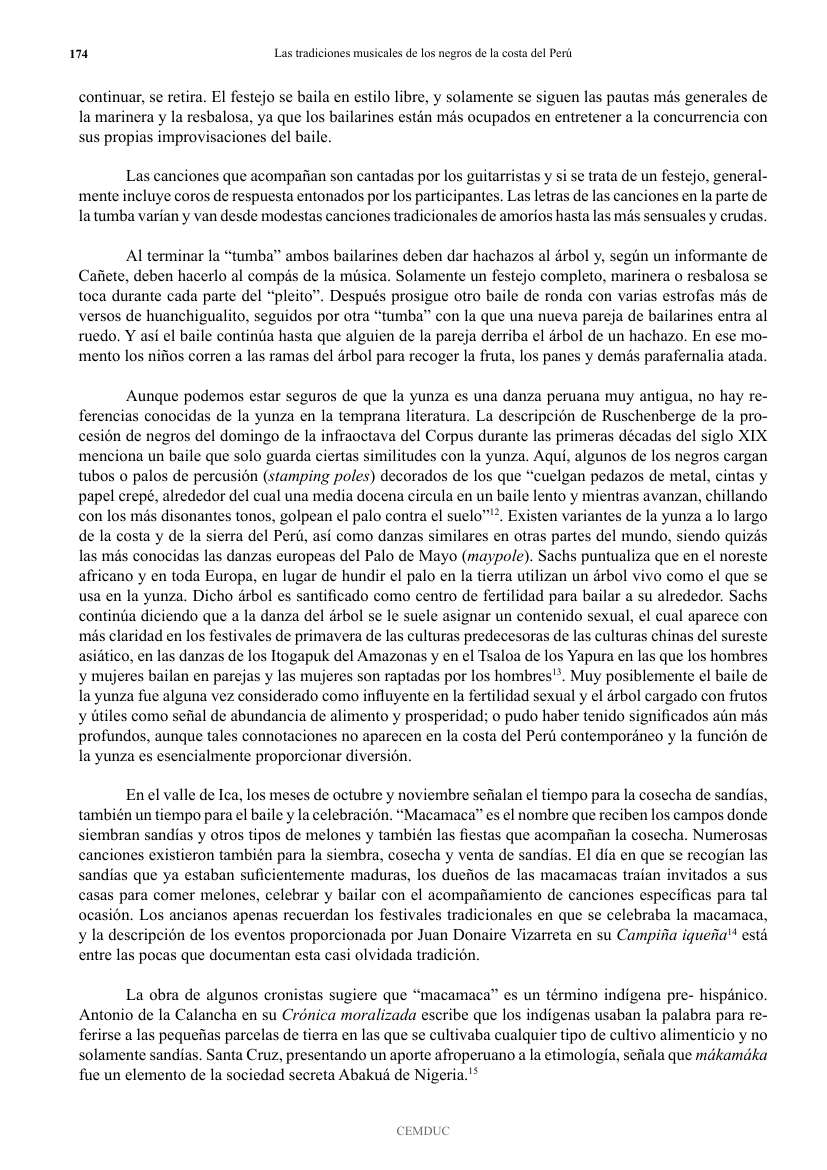 174
Las tradiciones musicales de los negros de la costa del Perú
continuar, se retira. El festejo se baila en estilo libre, y solamente se siguen las pautas más generales de
la marinera y la resbalosa, ya que los bailarines están más ocupados en entretener a la concurrencia con
sus propias improvisaciones del baile.
Las canciones que acompañan son cantadas por los guitarristas y si se trata de un festejo, general-
mente incluye coros de respuesta entonados por los participantes. Las letras de las canciones en la parte de
la tumba varían y van desde modestas canciones tradicionales de amoríos hasta las más sensuales y crudas.
Al terminar la “tumba” ambos bailarines deben dar hachazos al árbol y, según un informante de
Cañete, deben hacerlo al compás de la música. Solamente un festejo completo, marinera o resbalosa se
toca durante cada parte del “pleito”. Después prosigue otro baile de ronda con varias estrofas más de
versos de huanchigualito, seguidos por otra “tumba” con la que una nueva pareja de bailarines entra al
ruedo. Y así el baile continúa hasta que alguien de la pareja derriba el árbol de un hachazo. En ese mo-
mento los niños corren a las ramas del árbol para recoger la fruta, los panes y demás parafernalia atada.
Aunque podemos estar seguros de que la yunza es una danza peruana muy antigua, no hay re-
ferencias conocidas de la yunza en la temprana literatura. La descripción de Ruschenberge de la pro-
cesión de negros del domingo de la infraoctava del Corpus durante las primeras décadas del siglo XIX
menciona un baile que solo guarda ciertas similitudes con la yunza. Aquí, algunos de los negros cargan
tubos o palos de percusión (stamping poles) decorados de los que “cuelgan pedazos de metal, cintas y
papel crepé, alrededor del cual una media docena circula en un baile lento y mientras avanzan, chillando
con los más disonantes tonos, golpean el palo contra el suelo”12. Existen variantes de la yunza a lo largo
de la costa y de la sierra del Perú, así como danzas similares en otras partes del mundo, siendo quizás
las más conocidas las danzas europeas del Palo de Mayo (maypole). Sachs puntualiza que en el noreste
africano y en toda Europa, en lugar de hundir el palo en la tierra utilizan un árbol vivo como el que se
usa en la yunza. Dicho árbol es santificado como centro de fertilidad para bailar a su alrededor. Sachs
continúa diciendo que a la danza del árbol se le suele asignar un contenido sexual, el cual aparece con
más claridad en los festivales de primavera de las culturas predecesoras de las culturas chinas del sureste
asiático, en las danzas de los Itogapuk del Amazonas y en el Tsaloa de los Yapura en las que los hombres
y mujeres bailan en parejas y las mujeres son raptadas por los hombres13. Muy posiblemente el baile de
la yunza fue alguna vez considerado como influyente en la fertilidad sexual y el árbol cargado con frutos
y útiles como señal de abundancia de alimento y prosperidad; o pudo haber tenido significados aún más
profundos, aunque tales connotaciones no aparecen en la costa del Perú contemporáneo y la función de
la yunza es esencialmente proporcionar diversión.
En el valle de Ica, los meses de octubre y noviembre señalan el tiempo para la cosecha de sandías,
también un tiempo para el baile y la celebración. “Macamaca” es el nombre que reciben los campos donde
siembran sandías y otros tipos de melones y también las fiestas que acompañan la cosecha. Numerosas
canciones existieron también para la siembra, cosecha y venta de sandías. El día en que se recogían las
sandías que ya estaban suficientemente maduras, los dueños de las macamacas traían invitados a sus
casas para comer melones, celebrar y bailar con el acompañamiento de canciones específicas para tal
ocasión. Los ancianos apenas recuerdan los festivales tradicionales en que se celebraba la macamaca,
y la descripción de los eventos proporcionada por Juan Donaire Vizarreta en su Campiña iqueña14 está
entre las pocas que documentan esta casi olvidada tradición.
La obra de algunos cronistas sugiere que “macamaca” es un término indígena pre- hispánico.
Antonio de la Calancha en su Crónica moralizada escribe que los indígenas usaban la palabra para re-
ferirse a las pequeñas parcelas de tierra en las que se cultivaba cualquier tipo de cultivo alimenticio y no
solamente sandías. Santa Cruz, presentando un aporte afroperuano a la etimología, señala que mákamáka
fue un elemento de la sociedad secreta Abakuá de Nigeria.15
CEMDUC